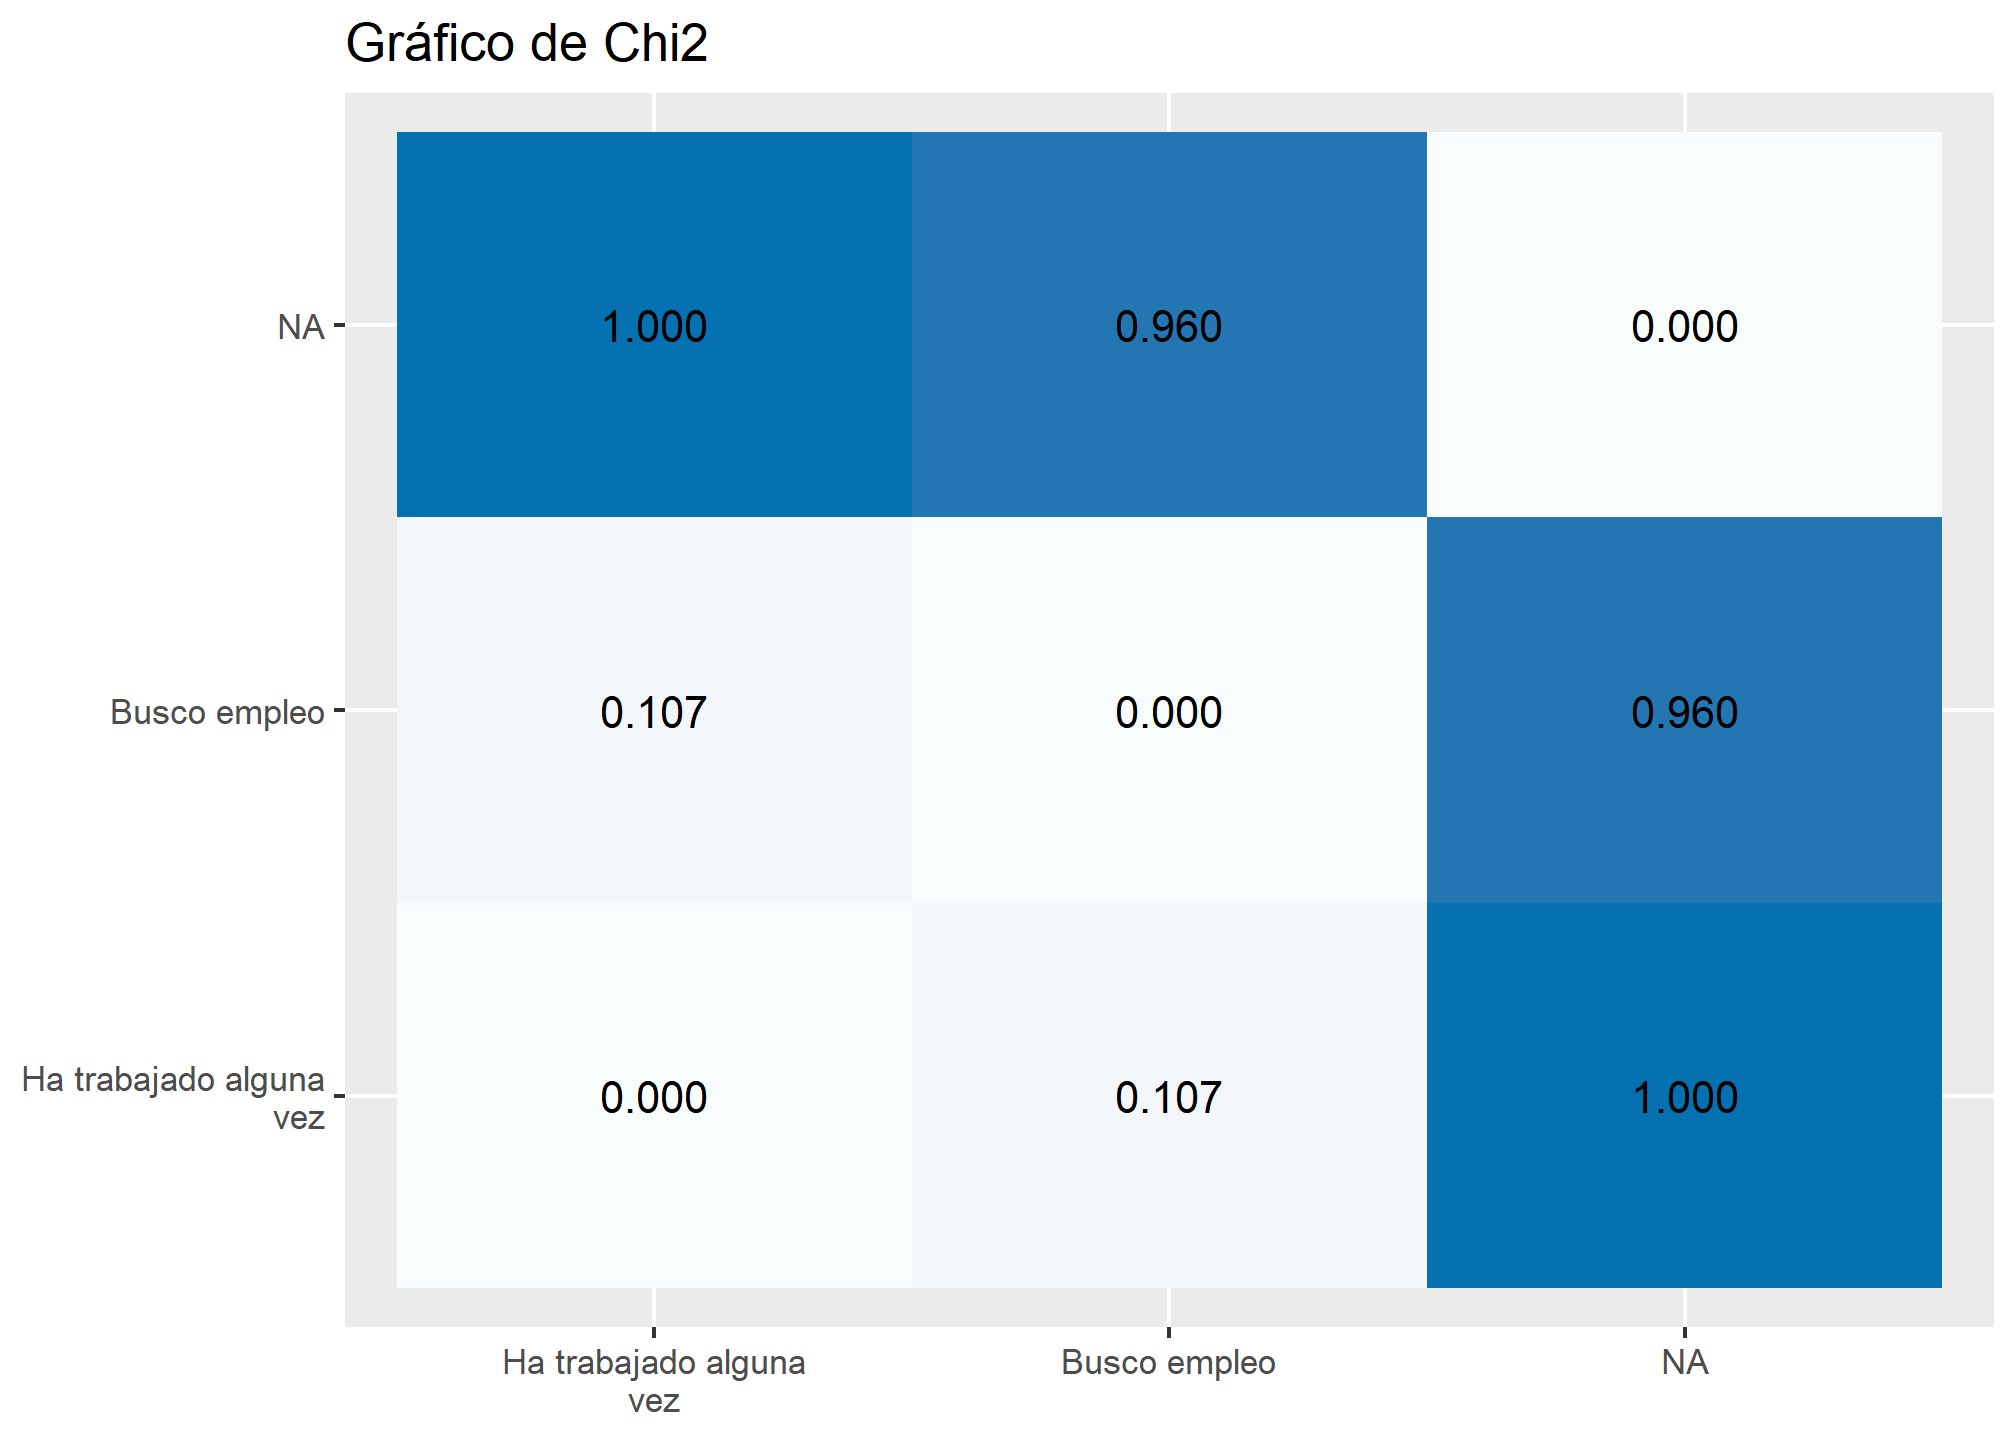 Gráfico de Chi2
NA
1.000
0.960
0.000
Busco empleo
0.107
0.000
0.960
Ha trabajado alguna
vez
0.000
0.107
1.000
Ha trabajado alguna
vez
Busco empleo
NA